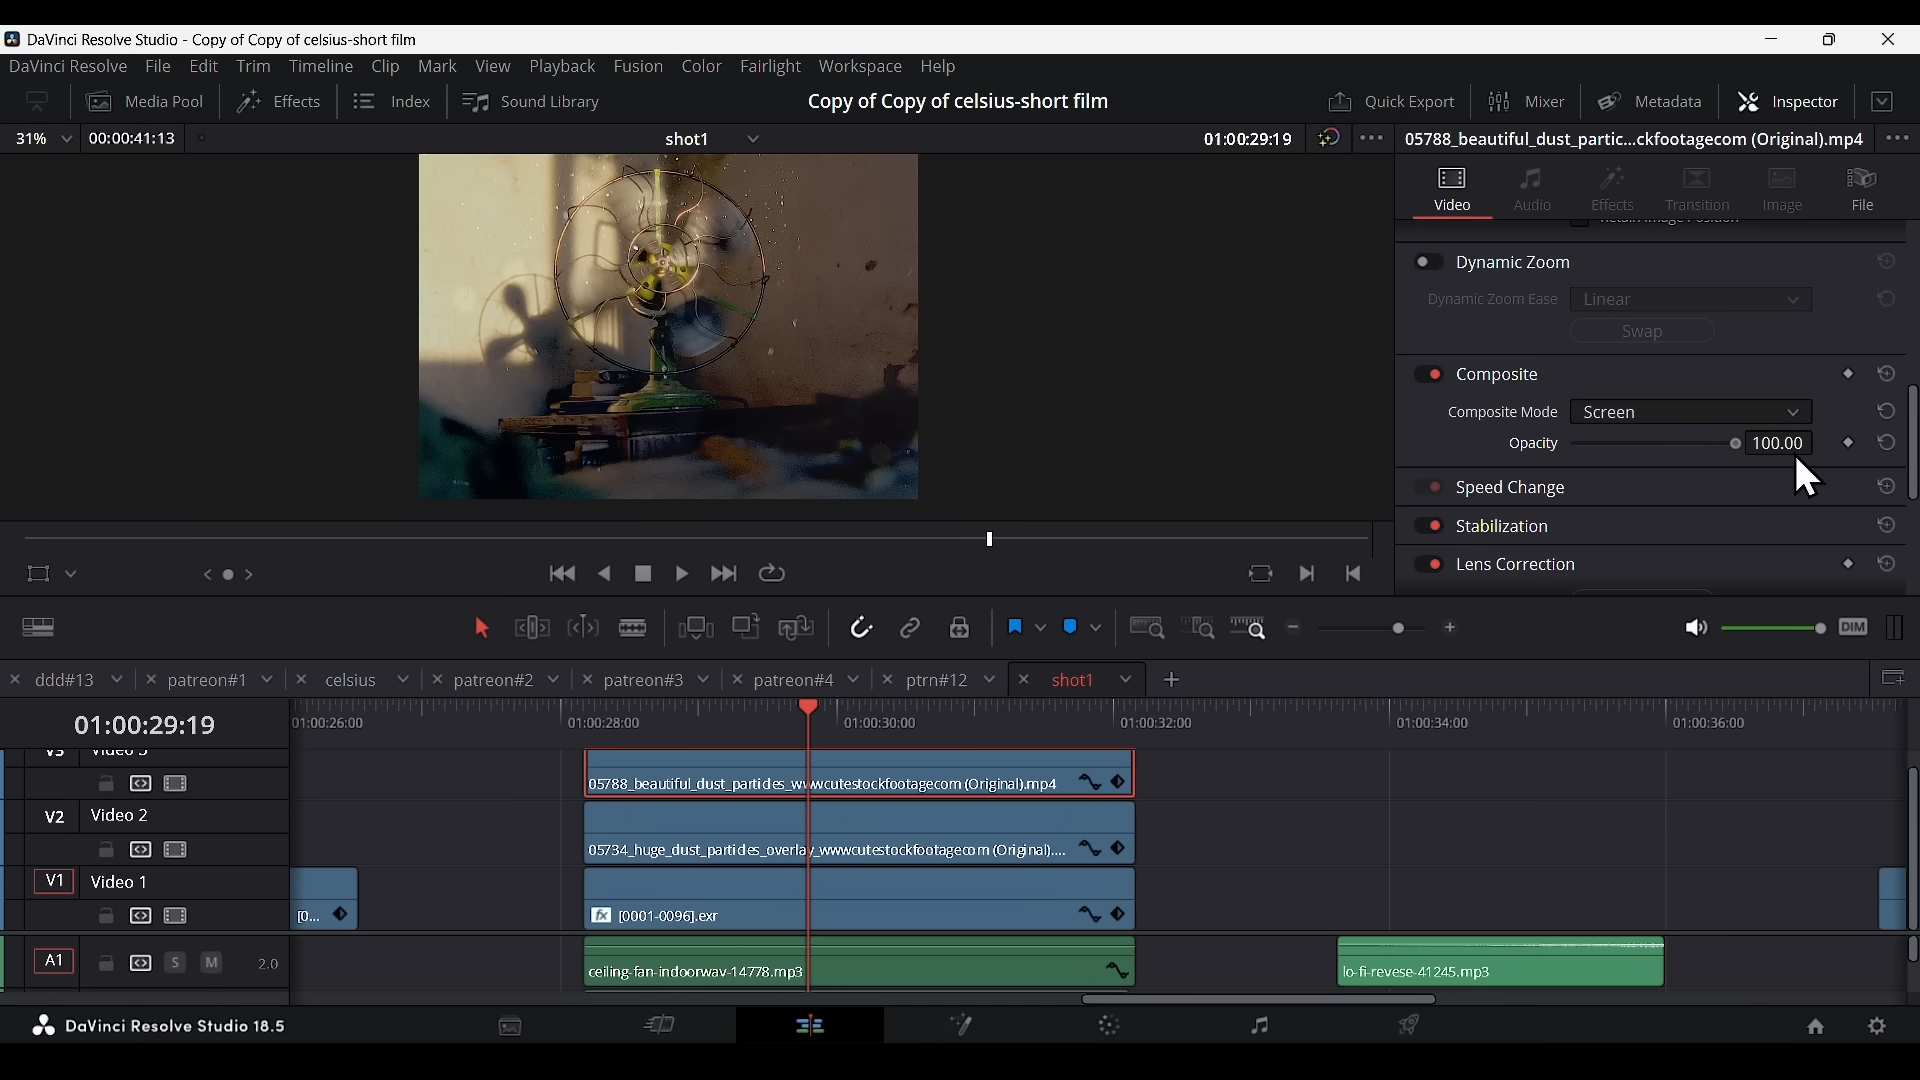 DaVinci Resolve Studio - Copy of Copy of celsius-short film
DaVinci Resolve File Edit Trim Timeline Clip Mark View Playback Fusion Color Fairlight Workspace Help
Media Pool Effects Index Sound Library Copy of Copy of celsius-short film Quick Export Mixer Metadata Inspector
31% 00:00:41:13 shot1 01:00:29:19 05788_beautiful_dust_partic...ckfootagecom (Original).mp4
Video Audio Effects Transition Image File
Retain Image Position
Dynamic Zoom
Dynamic Zoom Ease Linear
Swap
Composite
Composite Mode Screen
Opacity 100.00
Speed Change
Stabilization
Lens Correction
DIM
ddd#13 patreon#1 celsius patreon#2 patreon#3 patreon#4 ptrn#12 shot1
01:00:29:19 01:00:26:00 01:00:28:00 01:00:30:00 01:00:32:00 01:00:34:00 01:00:36:00
V3 Video 3
05788_beautiful_dust_particles_wwwcutestockfootagecom (Original).mp4
V2 Video 2
05734_huge_dust_particles_overlay_wwwcutestockfootagecom (Original)....
V1 Video 1
[0... fx [0001-0096].exr
A1 S M 2.0
ceiling-fan-indoorwav-14778.mp3 lo-fi-revese-41245.mp3
DaVinci Resolve Studio 18.5